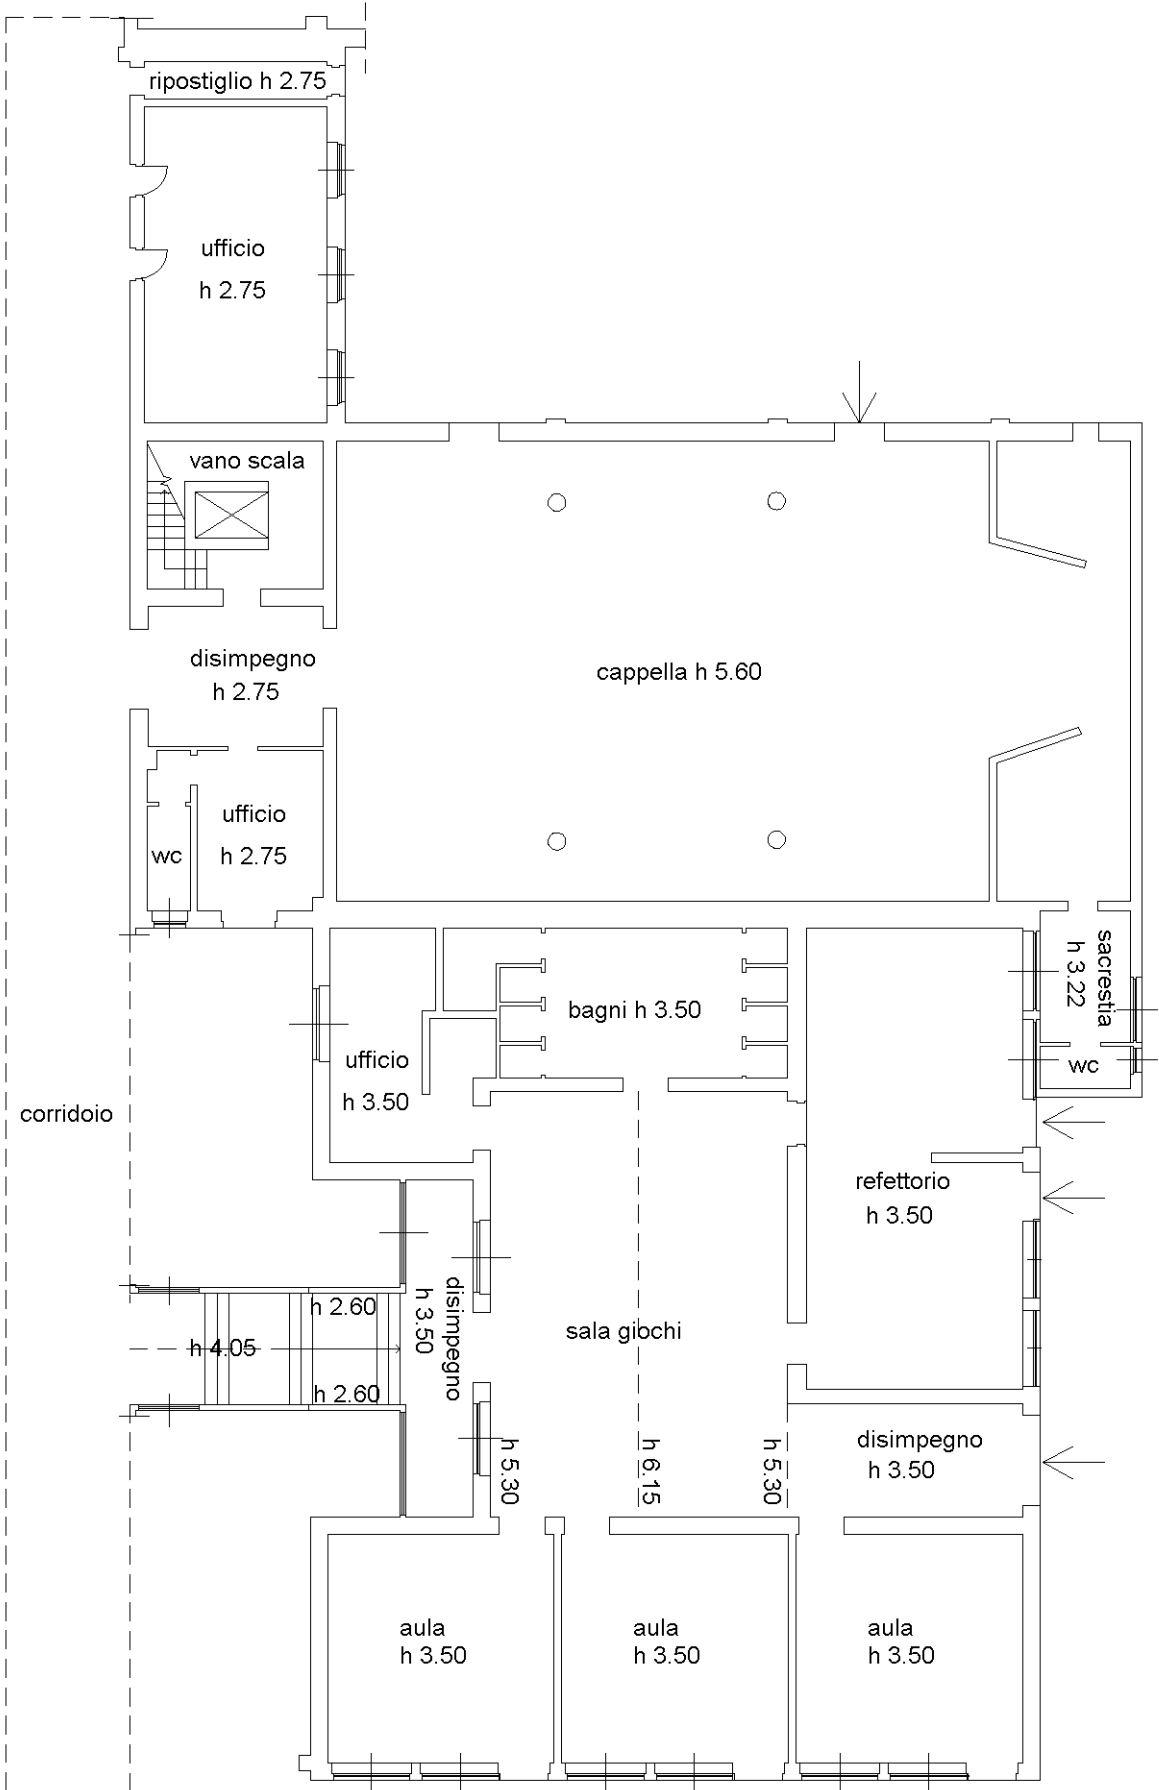 ripostiglio h 2.75
ufficio
h 2.75
vano scala
disimpegno
h 2.75
cappella h 5.60
ufficio
h 2.75
wc
sacrestia
h 3.22
wc
bagni h 3.50
ufficio
h 3.50
corridoio
refettorio
h 3.50
disimpegno
h 3.50
h 2.60
h 4.05
h 2.60
sala giochi
h 5.30
h 6.15
h 5.30
disimpegno
h 3.50
aula
h 3.50
aula
h 3.50
aula
h 3.50